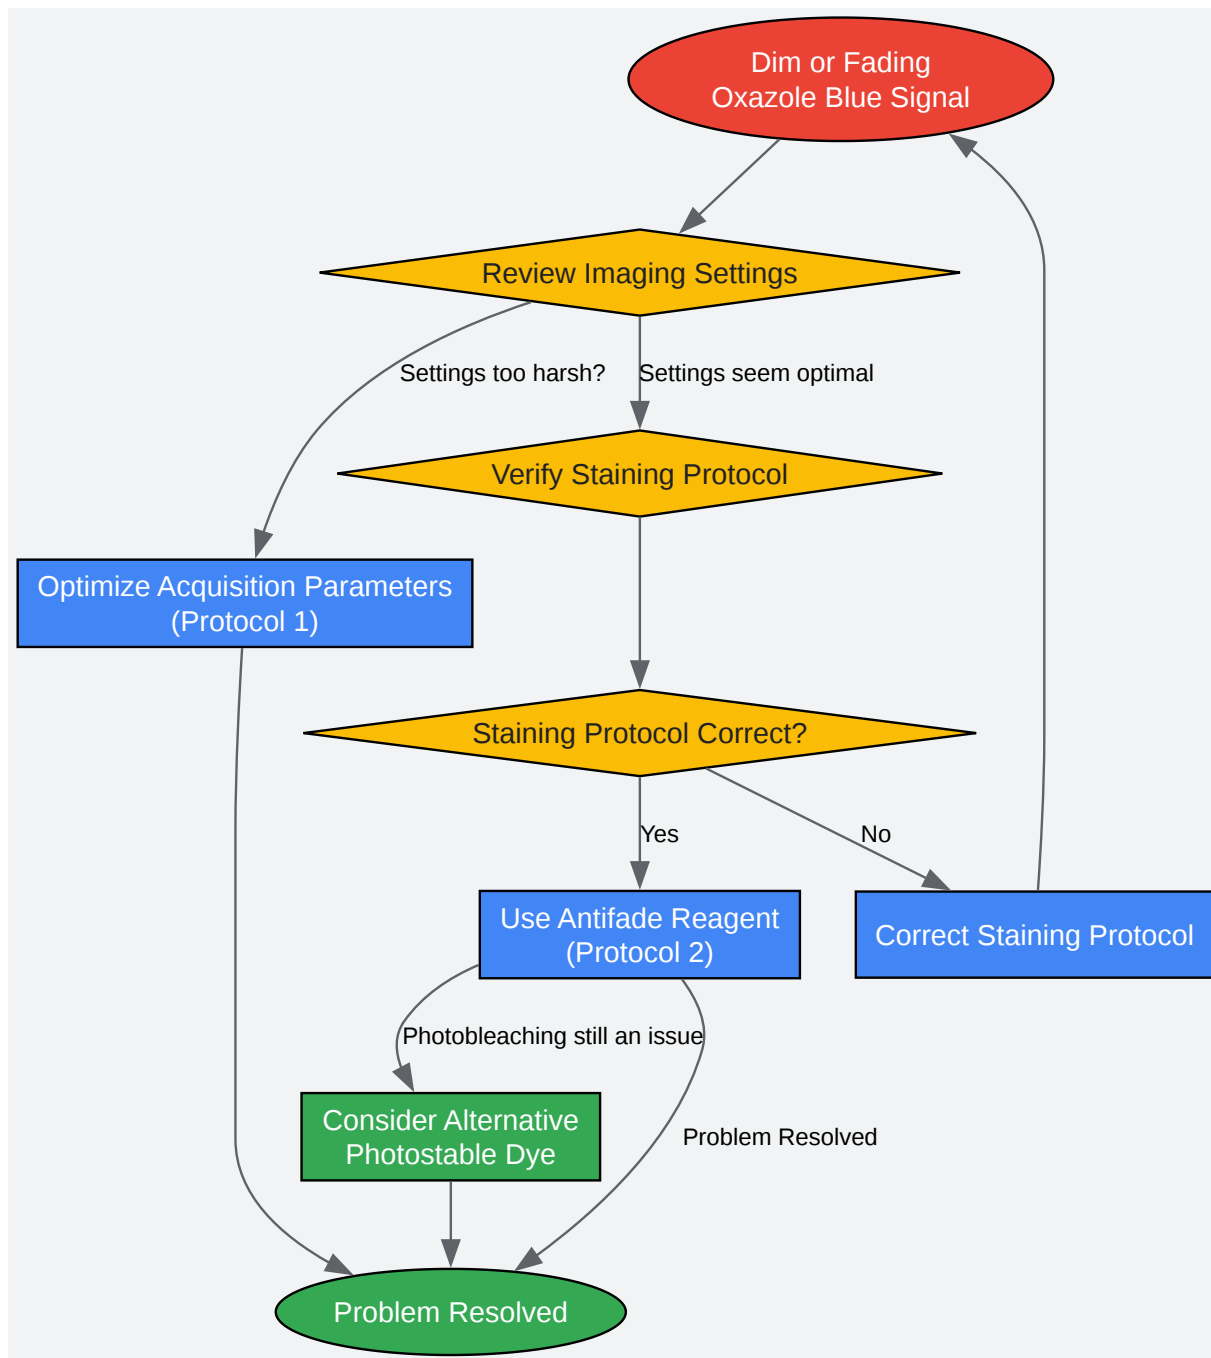 Dim or Fading
Oxazole Blue Signal
Review Imaging Settings
Settings too harsh?
Settings seem optimal
Verify Staining Protocol
Optimize Acquisition Parameters
(Protocol 1)
Staining Protocol Correct?
Yes
No
Use Antifade Reagent
(Protocol 2)
Correct Staining Protocol
Photobleaching still an issue
Consider Alternative
Photostable Dye
Problem Resolved
Problem Resolved